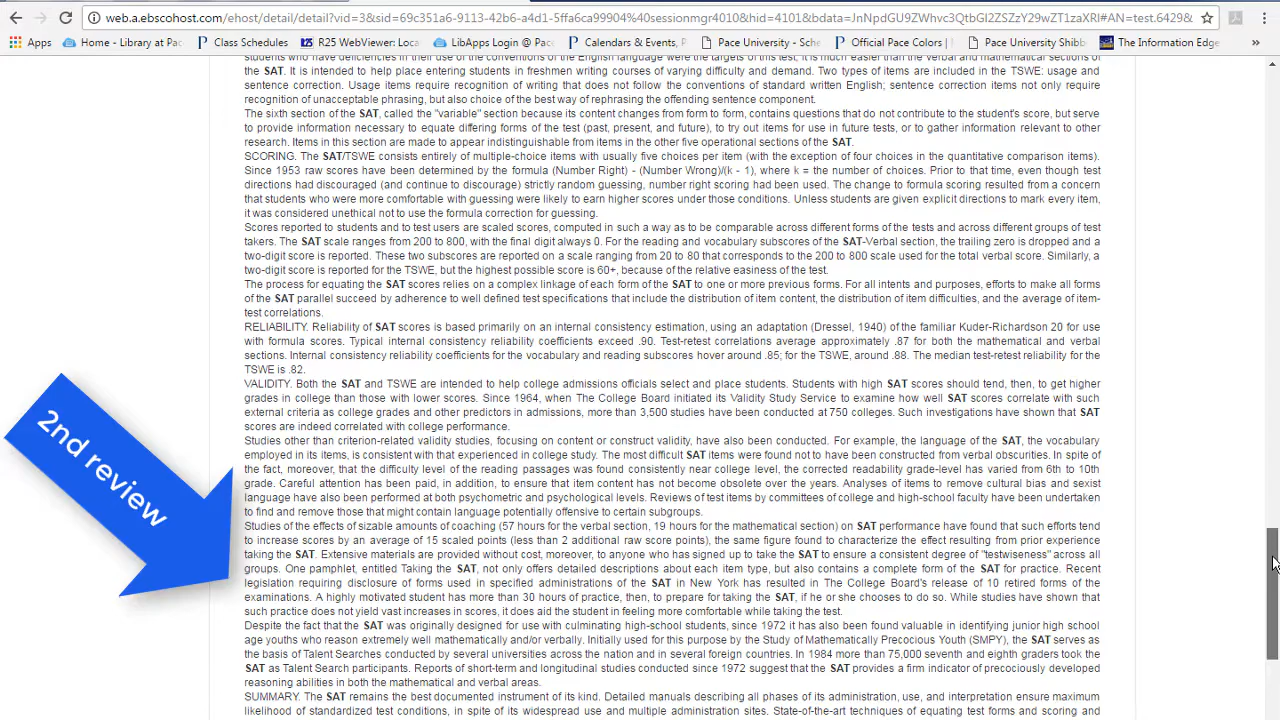 web.a.ebscohost.com/ehost/detail/detail?vid=3&sid=69c351a6-9113-42b6-a4d1-5ffa6ca99904%40sessionmgr4010&hid=4101&bdata=JnNpdGU9ZWhvc3QtbGl2ZSZzY29wZT1zaXRl#AN=test.6429&
Apps Home - Library at Pac Class Schedules R25 WebViewer: Lo LibApps Login @ Pac Calendars & Events, P Pace University - Sche Official Pace Colors | Pace University Shibb The Information Edge »
students who have deficiencies in their use of the conventions of the English language were the targets of this test, it is much easier than the verbal and mathematical sections of
the SAT. It is intended to help place entering students in freshmen writing courses of varying difficulty and demand. Two types of items are included in the TSWE: usage and
sentence correction. Usage items require recognition of writing that does not follow the conventions of standard written English; sentence correction items not only require
recognition of unacceptable phrasing, but also choice of the best way of rephrasing the offending sentence component.
The sixth section of the SAT, called the "variable" section because its content changes from form to form, contains questions that do not contribute to the student's score, but serve
to provide information necessary to equate differing forms of the test (past, present, and future), to try out items for use in future tests, or to gather information relevant to other
research. Items in this section are made to appear indistinguishable from items in the other five operational sections of the SAT.
SCORING. The SAT/TSWE consists entirely of multiple-choice items with usually five choices per item (with the exception of four choices in the quantitative comparison items).
Since 1953 raw scores have been determined by the formula (Number Right) - (Number Wrong)/(k - 1), where k = the number of choices. Prior to that time, even though test
directions had discouraged (and continue to discourage) strictly random guessing, number right scoring had been used. The change to formula scoring resulted from a concern
that students who were more comfortable with guessing were likely to earn higher scores under those conditions. Unless students are given explicit directions to mark every item,
it was considered unethical not to use the formula correction for guessing.
Scores reported to students and to test users are scaled scores, computed in such a way as to be comparable across different forms of the tests and across different groups of test
takers. The SAT scale ranges from 200 to 800, with the final digit always 0. For the reading and vocabulary subscores of the SAT-Verbal section, the trailing zero is dropped and a
two-digit score is reported. These two subscores are reported on a scale ranging from 20 to 80 that corresponds to the 200 to 800 scale used for the total verbal score. Similarly, a
two-digit score is reported for the TSWE, but the highest possible score is 60+, because of the relative easiness of the test.
The process for equating the SAT scores relies on a complex linkage of each form of the SAT to one or more previous forms. For all intents and purposes, efforts to make all forms
of the SAT parallel succeed by adherence to well defined test specifications that include the distribution of item content, the distribution of item difficulties, and the average of item-
test correlations.
RELIABILITY. Reliability of SAT scores is based primarily on an internal consistency estimation, using an adaptation (Dressel, 1940) of the familiar Kuder-Richardson 20 for use
with formula scores. Typical internal consistency reliability coefficients exceed .90. Test-retest correlations average approximately .87 for both the mathematical and verbal
sections. Internal consistency reliability coefficients for the vocabulary and reading subscores hover around .85; for the TSWE, around .88. The median test-retest reliability for the
TSWE is .82.
VALIDITY. Both the SAT and TSWE are intended to help college admissions officials select and place students. Students with high SAT scores should tend, then, to get higher
grades in college than those with lower scores. Since 1964, when The College Board initiated its Validity Study Service to examine how well SAT scores correlate with such
external criteria as college grades and other predictors in admissions, more than 3,500 studies have been conducted at 750 colleges. Such investigations have shown that SAT
scores are indeed correlated with college performance.
Studies other than criterion-related validity studies, focusing on content or construct validity, have also been conducted. For example, the language of the SAT, the vocabulary
employed in its items, is consistent with that experienced in college study. The most difficult SAT items were found not to have been constructed from verbal obscurities. In spite of
the fact, moreover, that the difficulty level of the reading passages was found consistently near college level, the corrected readability grade-level has varied from 6th to 10th
grade. Careful attention has been paid, in addition, to ensure that item content has not become obsolete over the years. Analyses of items to remove cultural bias and sexist
language have also been performed at both psychometric and psychological levels. Reviews of test items by committees of college and high-school faculty have been undertaken
to find and remove those that might contain language potentially offensive to certain subgroups.
2nd review
Studies of the effects of sizable amounts of coaching (57 hours for the verbal section, 19 hours for the mathematical section) on SAT performance have found that such efforts tend
to increase scores by an average of 15 scaled points (less than 2 additional raw score points), the same figure found to characterize the effect resulting from prior experience
taking the SAT. Extensive materials are provided without cost, moreover, to anyone who has signed up to take the SAT to ensure a consistent degree of "testwiseness" across all
groups. One pamphlet, entitled Taking the SAT, not only offers detailed descriptions about each item type, but also contains a complete form of the SAT for practice. Recent
legislation requiring disclosure of forms used in specified administrations of the SAT in New York has resulted in The College Board's release of 10 retired forms of the
examinations. A highly motivated student has more than 30 hours of practice, then, to prepare for taking the SAT, if he or she chooses to do so. While studies have shown that
such practice does not yield vast increases in scores, it does aid the student in feeling more comfortable while taking the test.
Despite the fact that the SAT was originally designed for use with culminating high-school students, since 1972 it has also been found valuable in identifying junior high school
age youths who reason extremely well mathematically and/or verbally. Initially used for this purpose by the Study of Mathematically Precocious Youth (SMPY), the SAT serves as
the basis of Talent Searches conducted by several universities across the nation and in several foreign countries. In 1984 more than 75,000 seventh and eighth graders took the
SAT as Talent Search participants. Reports of short-term and longitudinal studies conducted since 1972 suggest that the SAT provides a firm indicator of precociously developed
reasoning abilities in both the mathematical and verbal areas.
SUMMARY. The SAT remains the best documented instrument of its kind. Detailed manuals describing all phases of its administration, use, and interpretation ensure maximum
likelihood of standardized test conditions, in spite of its widespread use and multiple administration sites. State-of-the-art techniques of equating test forms and scoring and